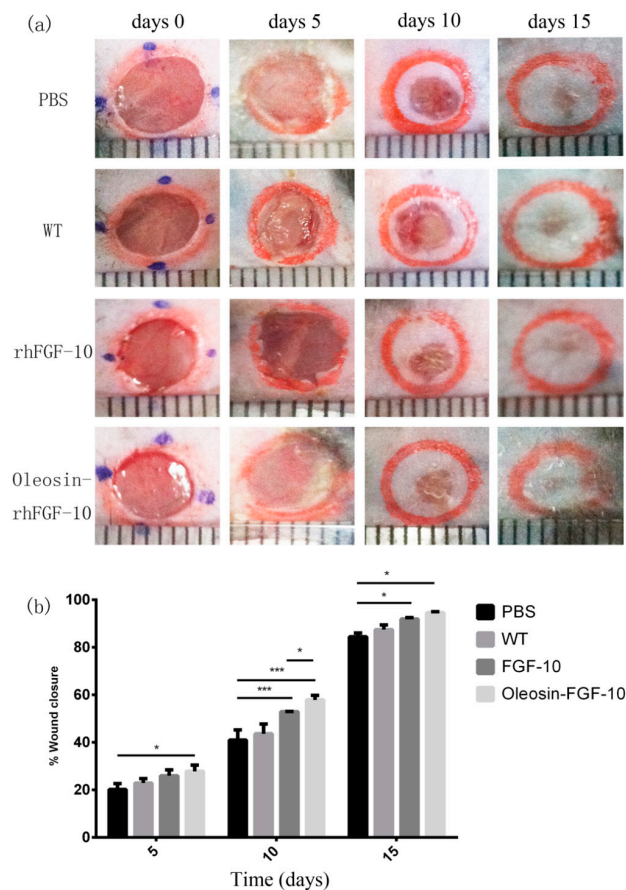 (a)
days 0
days 5
days 10
days 15
PBS
WT
rhFGF-10
Oleosin-
rhFGF-10
(b)
100
80
60
40
20
0
% Wound closure
*
***
***
*
*
*
PBS
WT
FGF-10
Oleosin-FGF-10
5
10
15
Time (days)